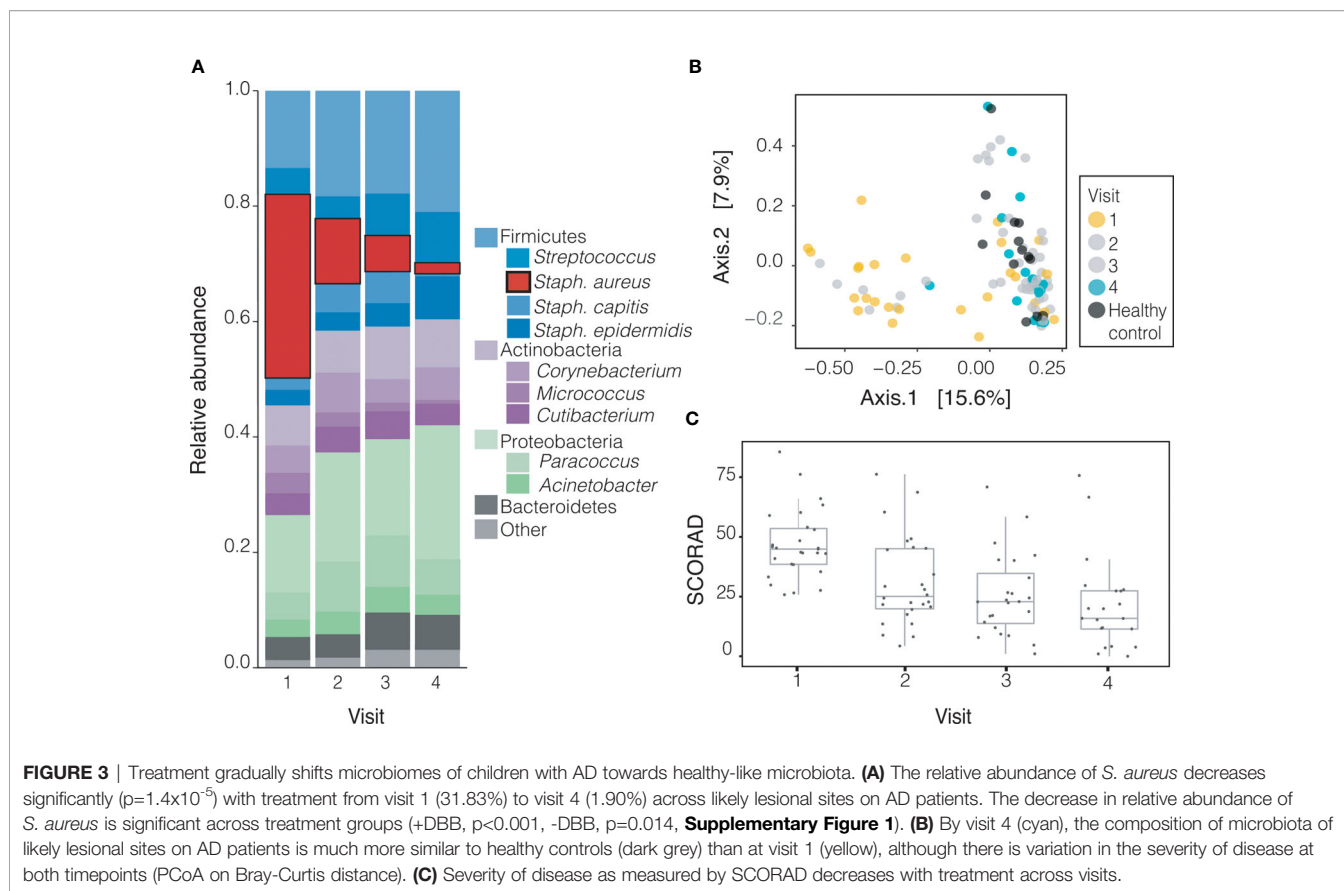 A
1.0
0.8
0.6
0.4
0.2
0.0
Relative abundance
1 2 3 4
Visit
Firmicutes
Streptococcus
Staph. aureus
Staph. capitis
Staph. epidermidis
Actinobacteria
Corynebacterium
Micrococcus
Cutibacterium
Proteobacteria
Paracoccus
Acinetobacter
Bacteroidetes
Other
B
0.4
0.2
0.0
−0.2
Axis.2 [7.9%]
−0.50 −0.25 0.00 0.25
Axis.1 [15.6%]
Visit
1
2
3
4
Healthy
control
C
75
50
25
0
SCORAD
1 2 3 4
Visit
FIGURE 3 | Treatment gradually shifts microbiomes of children with AD towards healthy-like microbiota. (A) The relative abundance of S. aureus decreases
significantly (p=1.4x10⁻⁵) with treatment from visit 1 (31.83%) to visit 4 (1.90%) across likely lesional sites on AD patients. The decrease in relative abundance of
S. aureus is significant across treatment groups (+DBB, p<0.001, -DBB, p=0.014, Supplementary Figure 1). (B) By visit 4 (cyan), the composition of microbiota of
likely lesional sites on AD patients is much more similar to healthy controls (dark grey) than at visit 1 (yellow), although there is variation in the severity of disease at
both timepoints (PCoA on Bray-Curtis distance). (C) Severity of disease as measured by SCORAD decreases with treatment across visits.